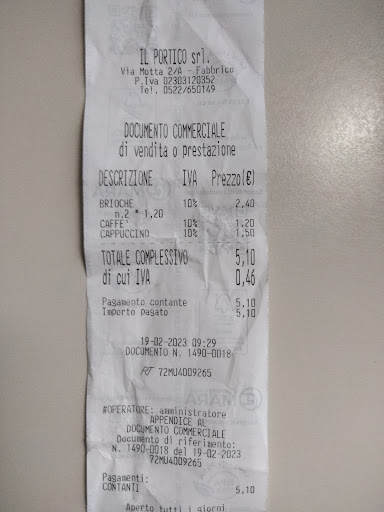 IL PORTICO srl.
Via Motta 2/A - Fabbrico
P.Iva 02303120352
Tel. 0522/650149
DOCUMENTO COMMERCIALE
di vendita o prestazione
DESCRIZIONE IVA Prezzo(€)
BRIOCHE 10% 2,40
n.2 * 1,20
CAFFE' 10% 1,20
CAPPUCCINO 10% 1,50
TOTALE COMPLESSIVO 5,10
di cui IVA 0,46
Pagamento contante 5,10
Importo pagato 5,10
19-02-2023 09:29
DOCUMENTO N. 1490-0018
RT 72MU4009265
#OPERATORE: amministratore
APPENDICE AL
DOCUMENTO COMMERCIALE
Documento di riferimento:
N. 1490-0018 del 19-02-2023
72MU4009265
Pagamenti:
CONTANTI 5,10
Aperto tutti i giorni